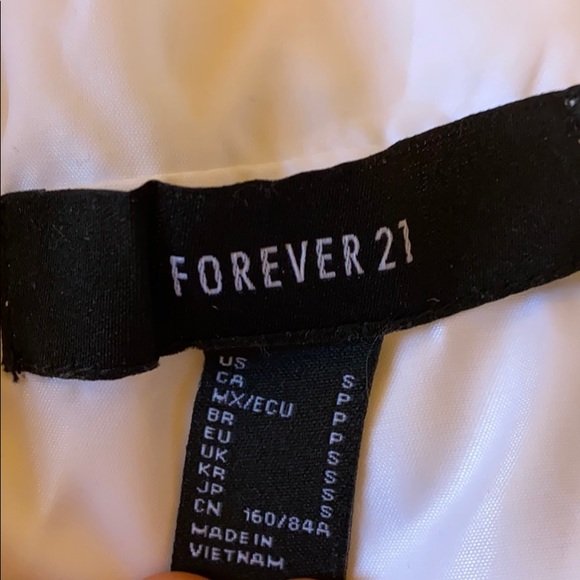 FOREVER 21
US S
CA P
MX/ECU P
BR P
EU S
UK S
KR S
JP S
CN 160/84A
MADE IN
VIETNAM